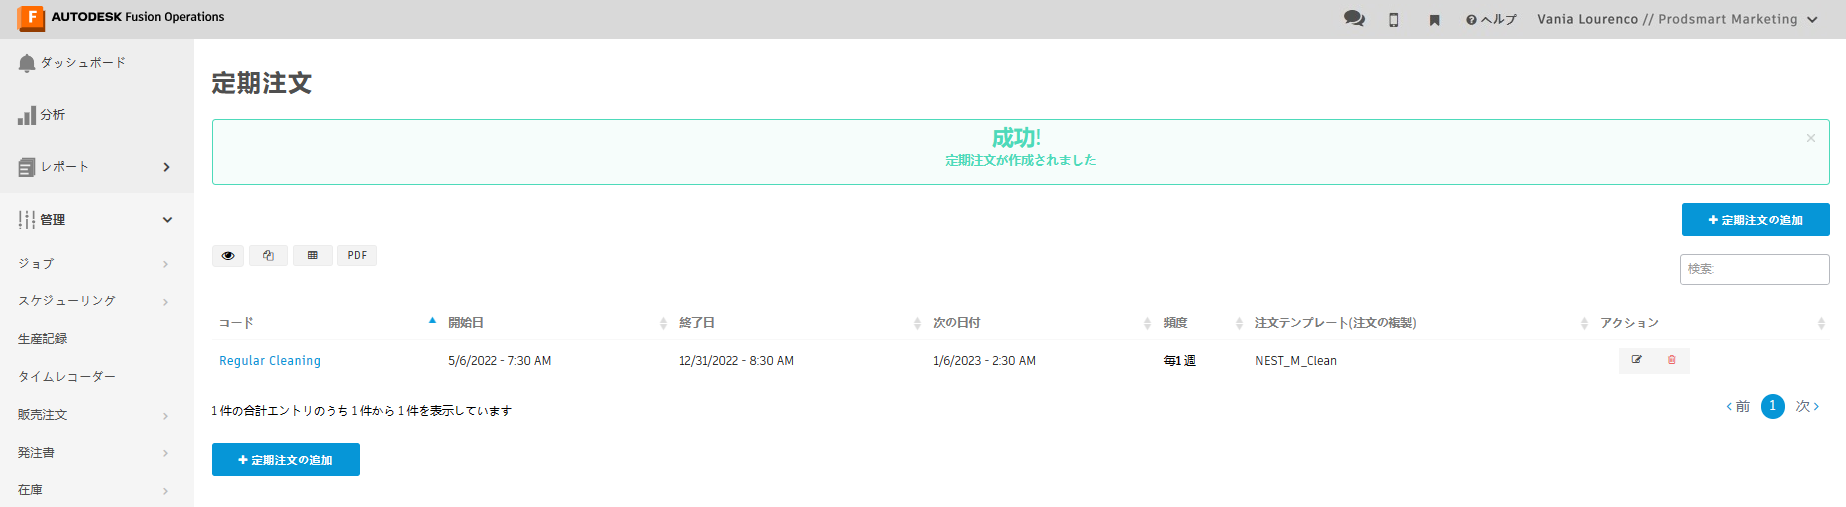 F AUTODESK Fusion Operations
ヘルプ Vania Lourenco // Prodsmart Marketing
ダッシュボード
分析
レポート
管理
ジョブ
スケジューリング
生産記録
タイムレコーダー
販売注文
発注書
在庫
定期注文
成功!
定期注文が作成されました
×
+ 定期注文の追加
PDF
検索:
コード 開始日 終了日 次の日付 頻度 注文テンプレート(注文の複製) アクション
Regular Cleaning 5/6/2022 - 7:30 AM 12/31/2022 - 8:30 AM 1/6/2023 - 2:30 AM 毎1 週 NEST_M_Clean
1 件の合計エントリのうち 1 件から 1 件を表示しています
‹ 前 1 次 ›
+ 定期注文の追加